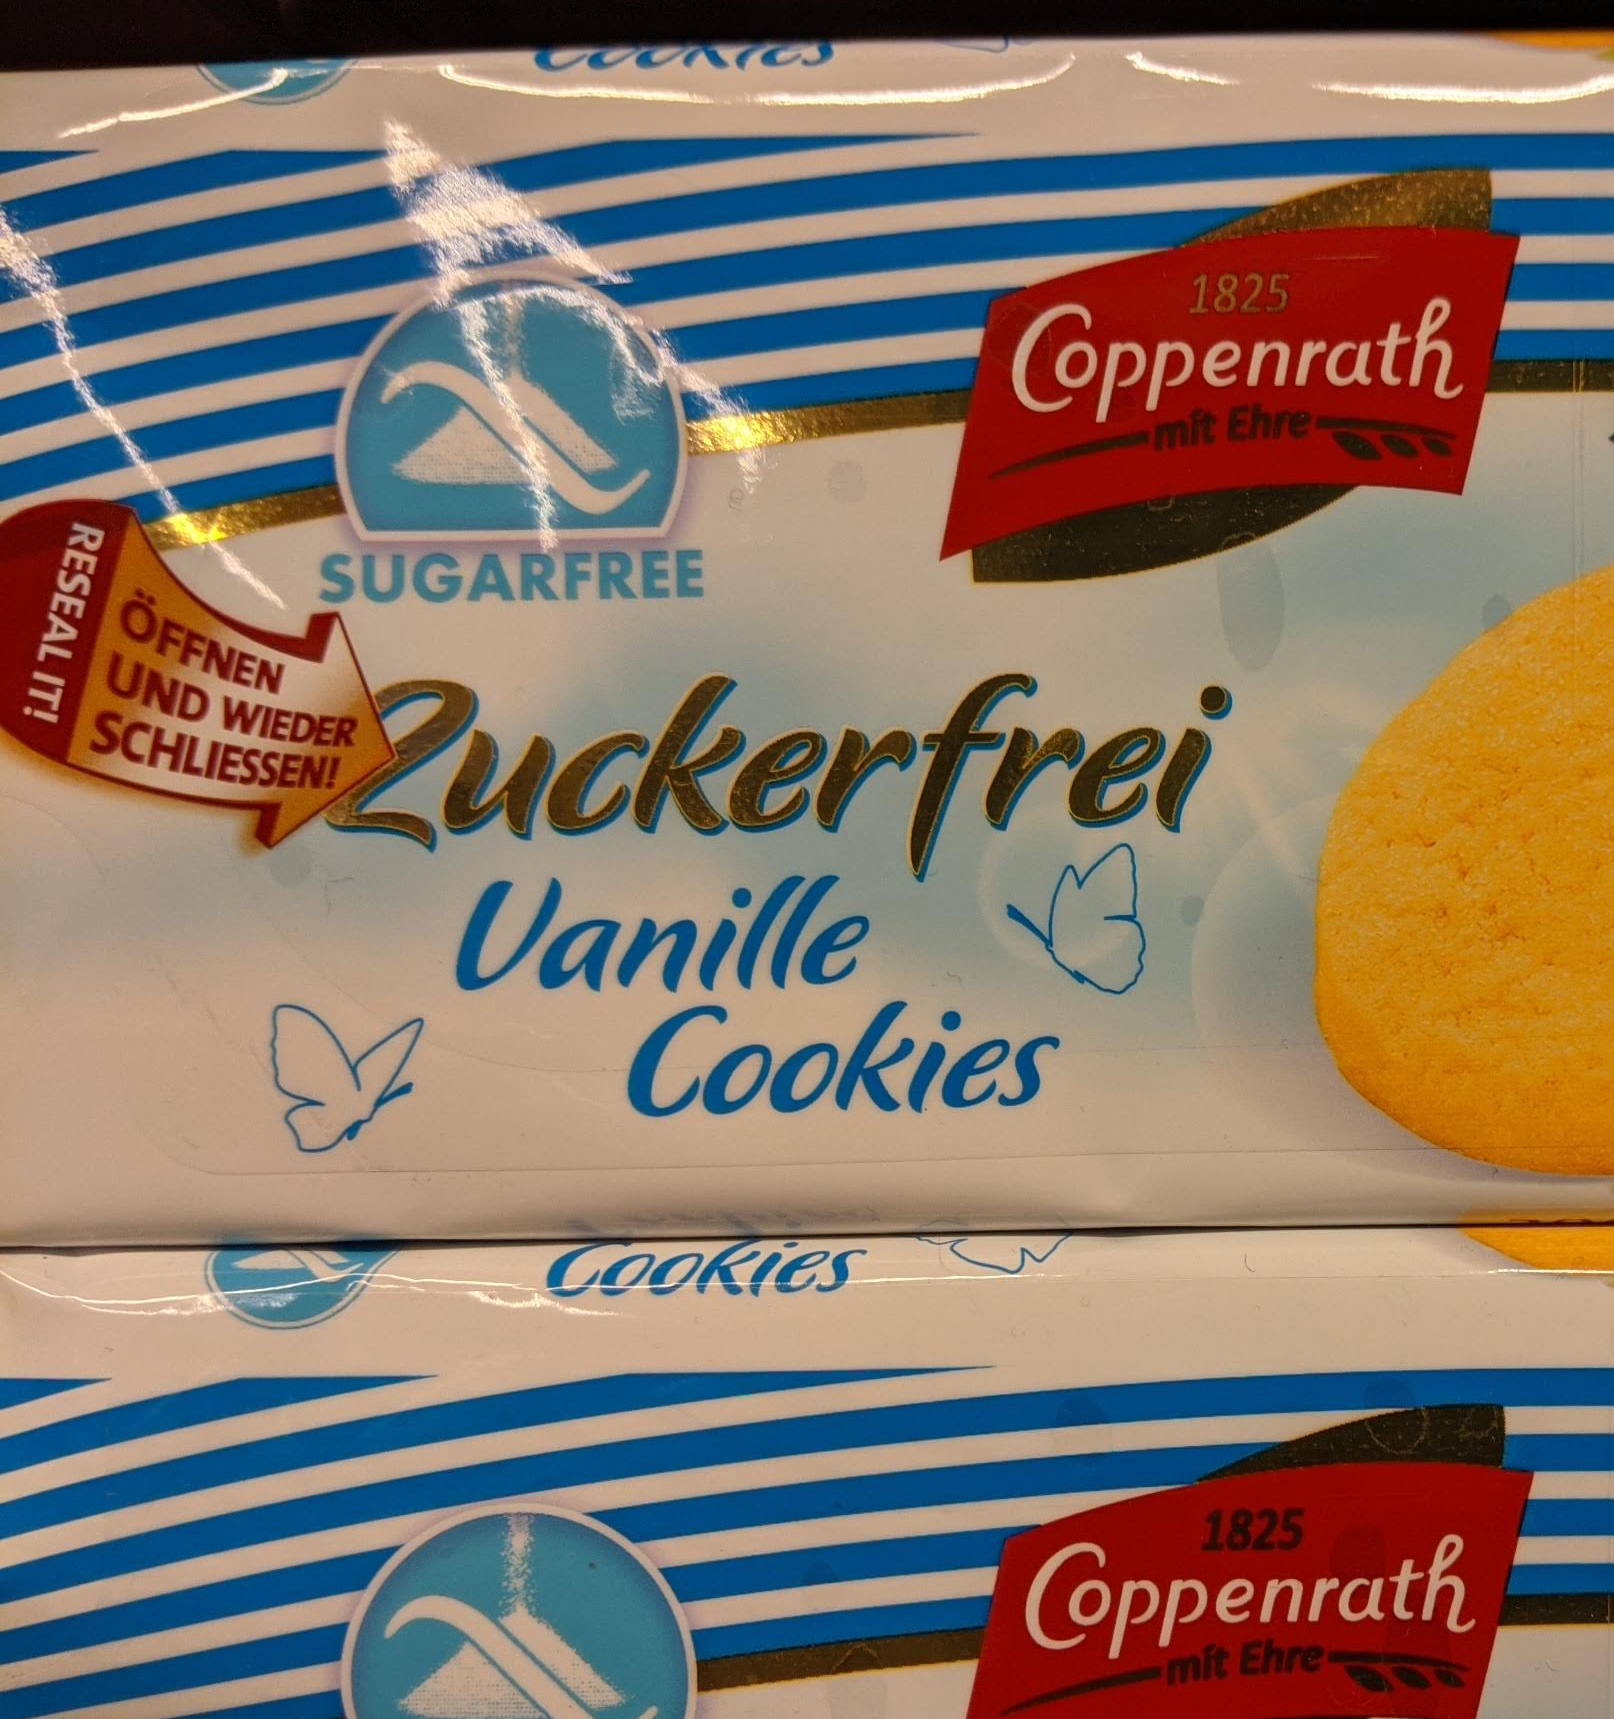 Cookies
1825
Coppenrath
mit Ehre
SUGARFREE
RESEAL IT!
ÖFFNEN
UND WIEDER
SCHLIESSEN!
Zuckerfrei
Vanille
Cookies
Cookies
1825
Coppenrath
mit Ehre